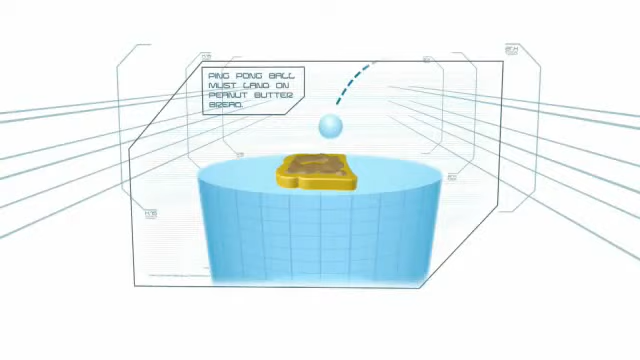 PING PONG BALL
MUST LAND ON
PEANUT BUTTER
BREAD.